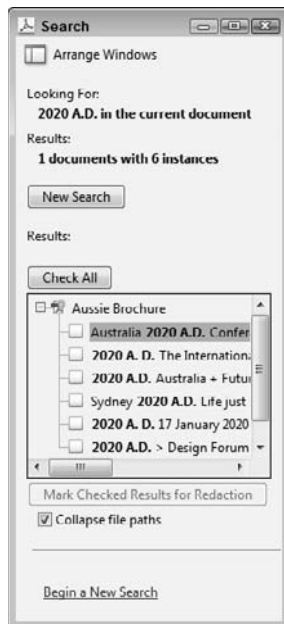 Search
Arrange Windows
Looking For:
2020 A.D. in the current document
Results:
1 documents with 6 instances
New Search
Results:
Check All
Aussie Brochure
Australia 2020 A.D. Confer
2020 A. D. The Internation
2020 A.D. Australia + Futu
Sydney 2020 A.D. Life just
2020 A. D. 17 January 2020
2020 A.D. > Design Forum
Mark Checked Results for Redaction
Collapse file paths
Begin a New Search